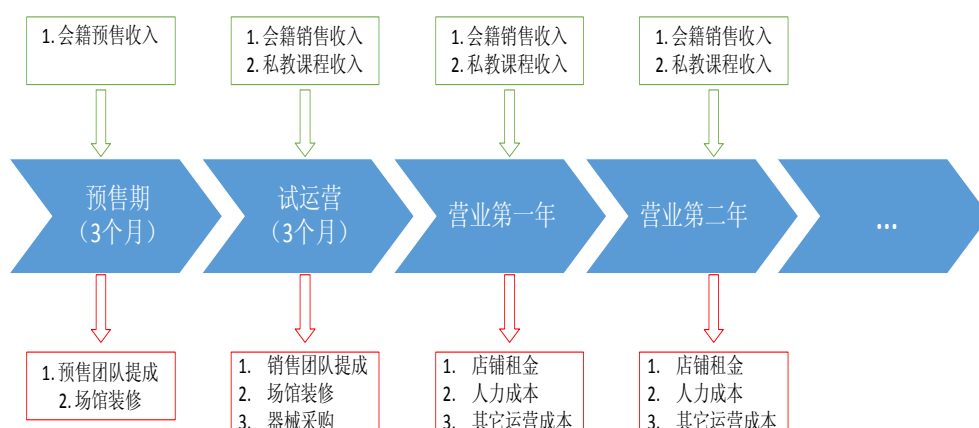 1. 会籍预售收入
1. 会籍销售收入
2. 私教课程收入
1. 会籍销售收入
2. 私教课程收入
1. 会籍销售收入
2. 私教课程收入
预售期
（3个月）
试运营
（3个月）
营业第一年
营业第二年
...
1. 预售团队提成
2. 场馆装修
1. 销售团队提成
2. 场馆装修
3. 器械采购
1. 店铺租金
2. 人力成本
3. 其它运营成本
1. 店铺租金
2. 人力成本
3. 其它运营成本